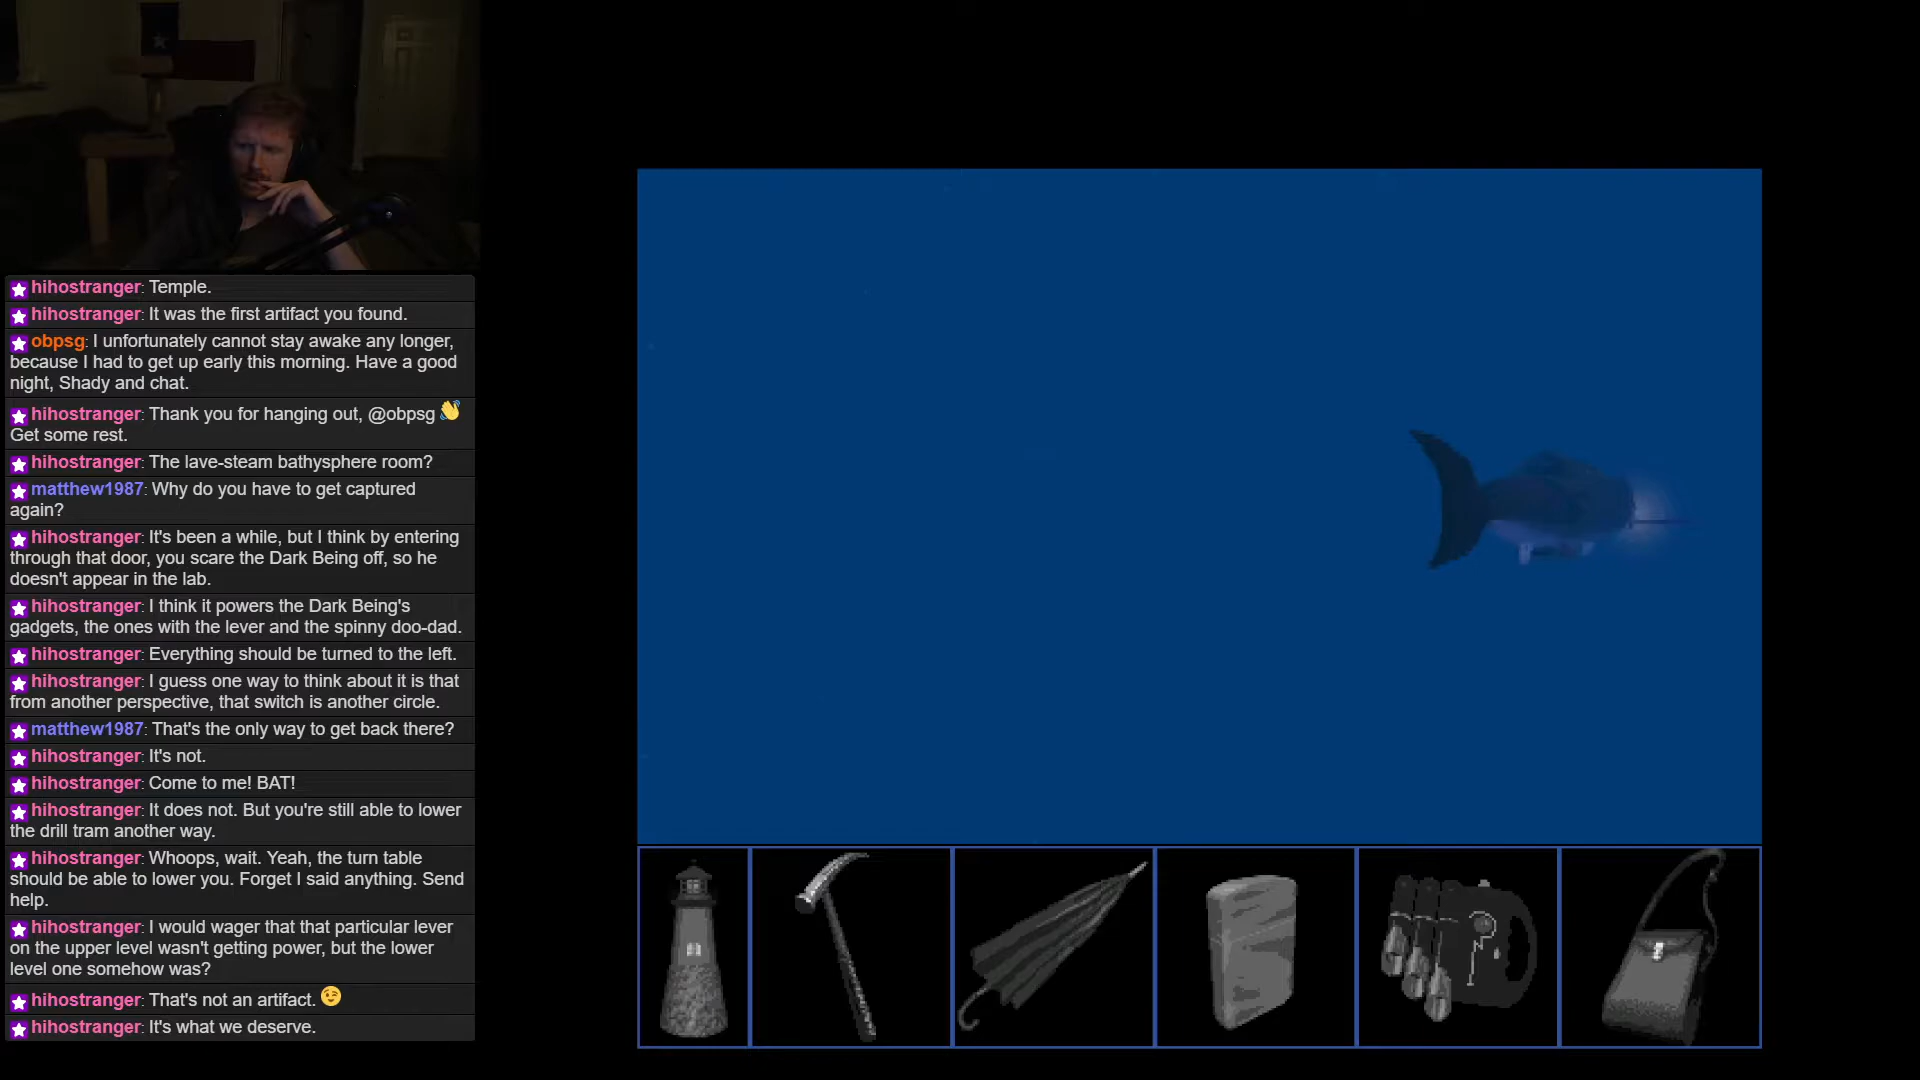 hihostranger: Temple.
hihostranger: It was the first artifact you found.
obpsg: I unfortunately cannot stay awake any longer,
because I had to get up early this morning. Have a good
night, Shady and chat.
hihostranger: Thank you for hanging out, @obpsg 👋
Get some rest.
hihostranger: The lave-steam bathysphere room?
matthew1987: Why do you have to get captured
again?
hihostranger: It's been a while, but I think by entering
through that door, you scare the Dark Being off, so he
doesn't appear in the lab.
hihostranger: I think it powers the Dark Being's
gadgets, the ones with the lever and the spinny doo-dad.
hihostranger: Everything should be turned to the left.
hihostranger: I guess one way to think about it is that
from another perspective, that switch is another circle.
matthew1987: That's the only way to get back there?
hihostranger: It's not.
hihostranger: Come to me! BAT!
hihostranger: It does not. But you're still able to lower
the drill tram another way.
hihostranger: Whoops, wait. Yeah, the turn table
should be able to lower you. Forget I said anything. Send
help.
hihostranger: I would wager that that particular lever
on the upper level wasn't getting power, but the lower
level one somehow was?
hihostranger: That's not an artifact. 😉
hihostranger: It's what we deserve.